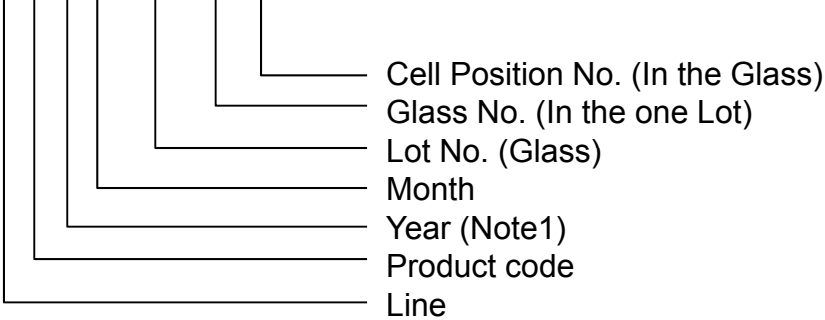 Cell Position No. (In the Glass)
Glass No. (In the one Lot)
Lot No. (Glass)
Month
Year (Note1)
Product code
Line